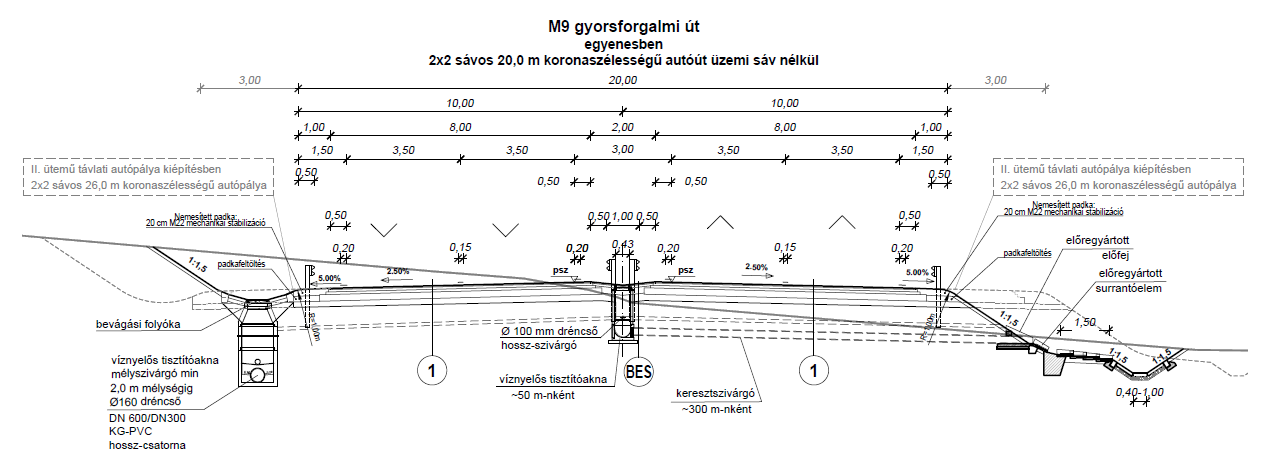 M9 gyorsforgalmi út
egyenesben
2x2 sávos 20,0 m koronaszélességű autóút üzemi sáv nélkül
3,00 20,00 3,00
10,00 10,00
1,00 8,00 2,00 8,00 1,00
1,50 3,50 3,50 3,00 3,50 3,50 1,50
II. ütemű távlati autópálya kiépítésben
2x2 sávos 26,0 m koronaszélességű autópálya
0,50 0,50 0,50 0,50
II. ütemű távlati autópálya kiépítésben
2x2 sávos 26,0 m koronaszélességű autópálya
Nemesített padka:
20 cm M22 mechanikai stabilizáció
0,50 0,50 1,00 0,50 0,50
Nemesített padka:
20 cm M22 mechanikai stabilizáció
0,20 0,15 0,20 0,43 0,20 0,15 0,20
1:1,5 padkafeltöltés 5.00% 2.50% psz psz 2.50% 5.00% padkafeltöltés
előregyártott
előfej
előregyártott
surrantóelem
bevágási folyóka
R=1,00m
Ø 100 mm dréncső
hossz-szivárgó
R=1,00m
1:1,5 1,50
1:1,5 1:1,5
víznyelős tisztítóakna
mélyszivárgó min
2,0 m mélységig
Ø160 dréncső
DN 600/DN300
KG-PVC
hossz-csatorna
1 BES 1
víznyelős tisztítóakna
~50 m-nként
keresztszivárgó
~300 m-nként
0,40-1,00